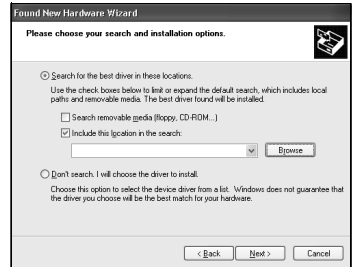 Found New Hardware Wizard
Please choose your search and installation options.
Search for the best driver in these locations.
Use the check boxes below to limit or expand the default search, which includes local
paths and removable media. The best driver found will be installed.
Search removable media (floppy, CD-ROM...)
Include this location in the search:
Browse
Don't search. I will choose the driver to install.
Choose this option to select the device driver from a list. Windows does not guarantee that
the driver you choose will be the best match for your hardware.
< Back
Next >
Cancel